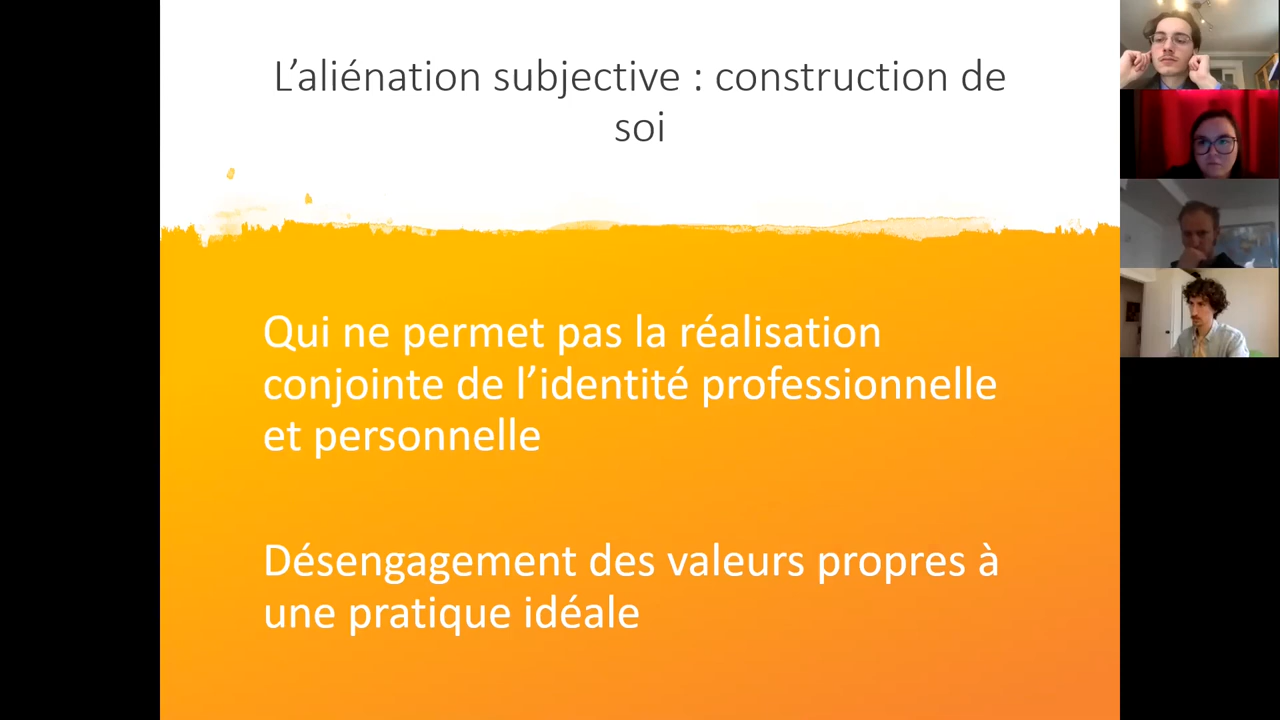 L’aliénation subjective : construction de
soi
Qui ne permet pas la réalisation
conjointe de l’identité professionnelle
et personnelle
Désengagement des valeurs propres à
une pratique idéale